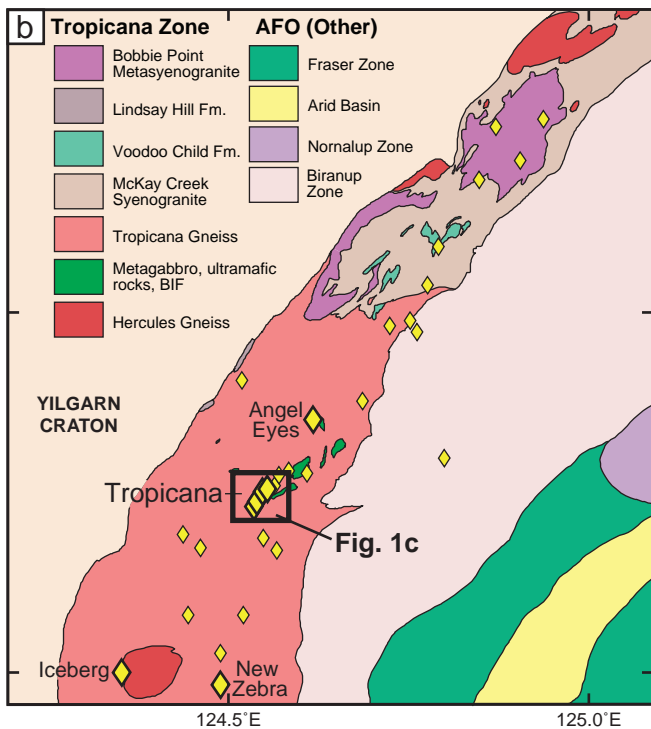 b
Tropicana Zone
Bobbie Point
Metasyenogranite
Lindsay Hill Fm.
Voodoo Child Fm.
McKay Creek
Syenogranite
Tropicana Gneiss
Metagabbro, ultramafic
rocks, BIF
Hercules Gneiss
AFO (Other)
Fraser Zone
Arid Basin
Nornalup Zone
Biranup
Zone
YILGARN
CRATON
Angel
Eyes
Tropicana
Fig. 1c
Iceberg
New
Zebra
124.5˚E
125.0˚E